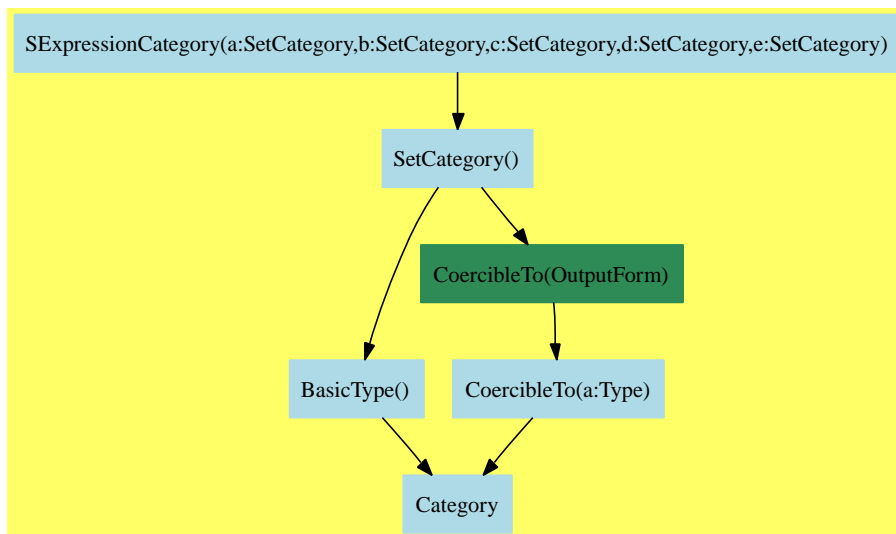 SExpressionCategory(a:SetCategory,b:SetCategory,c:SetCategory,d:SetCategory,e:SetCategory)
SetCategory()
CoercibleTo(OutputForm)
BasicType()
CoercibleTo(a:Type)
Category